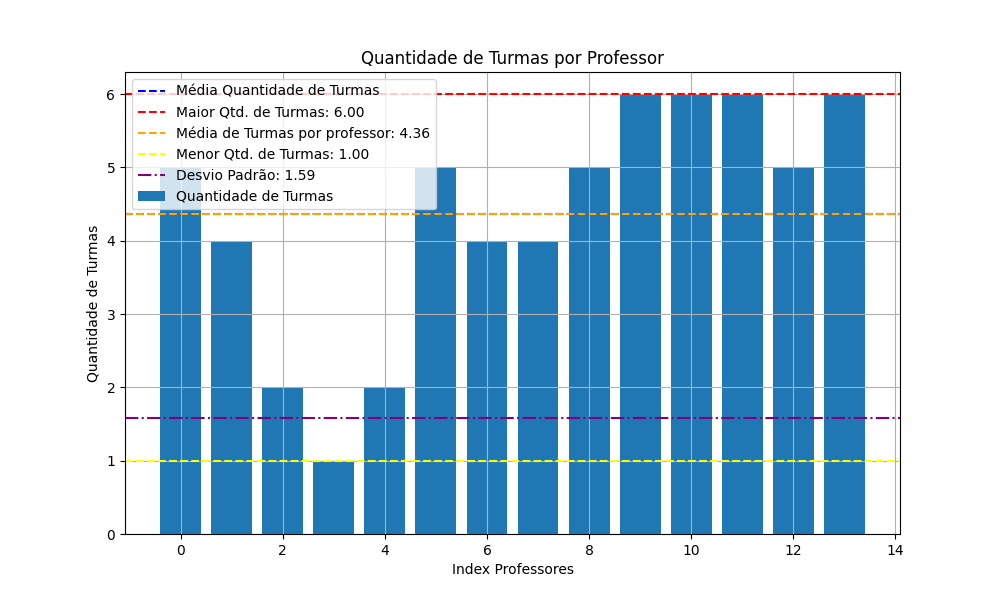 Quantidade de Turmas por Professor
Média Quantidade de Turmas
Maior Qtd. de Turmas: 6.00
Média de Turmas por professor: 4.36
Menor Qtd. de Turmas: 1.00
Desvio Padrão: 1.59
Quantidade de Turmas
Quantidade de Turmas
6
5
4
3
2
1
0
0 2 4 6 8 10 12 14
Index Professores